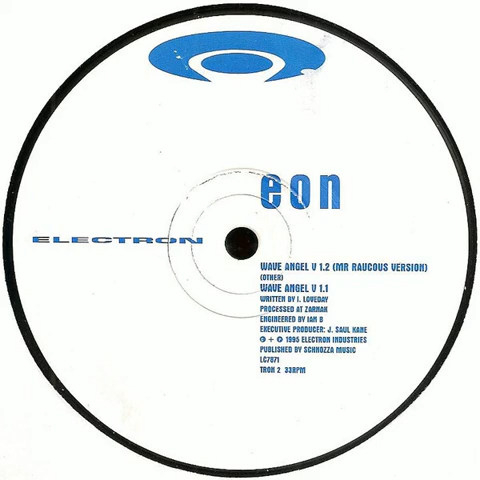 eon
ELECTRON
WAVE ANGEL V 1.2 (MR RAUCOUS VERSION)
(OTHER)
WAVE ANGEL V 1.1
WRITTEN BY I. LOVEDAY
PROCESSED AT ZARNAK
ENGINEERED BY IAN B
EXECUTIVE PRODUCER: J. SAUL KANE
© + ℗ 1995 ELECTRON INDUSTRIES
PUBLISHED BY SCHNOZZA MUSIC
LC7871
TRON 2 33RPM